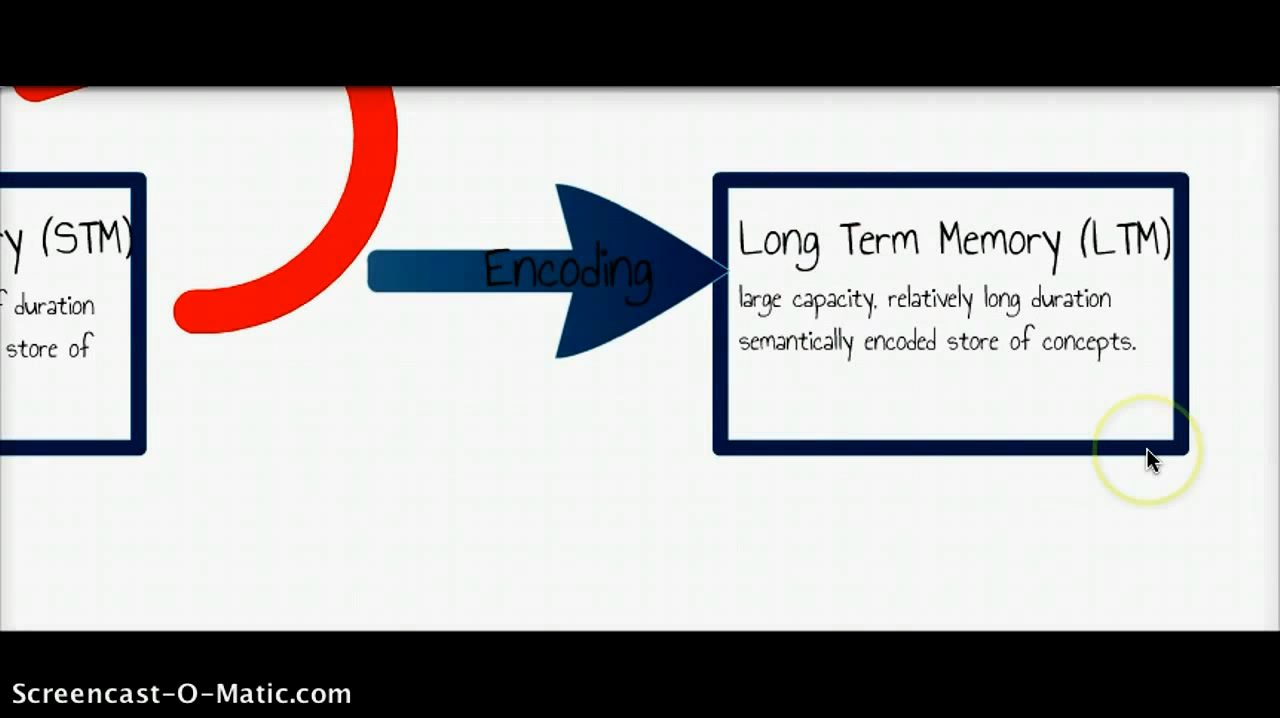 ry (STM)
f duration
store of
Encoding
Long Term Memory (LTM)
large capacity. relatively long duration
semantically encoded store of concepts.
Screencast-O-Matic.com